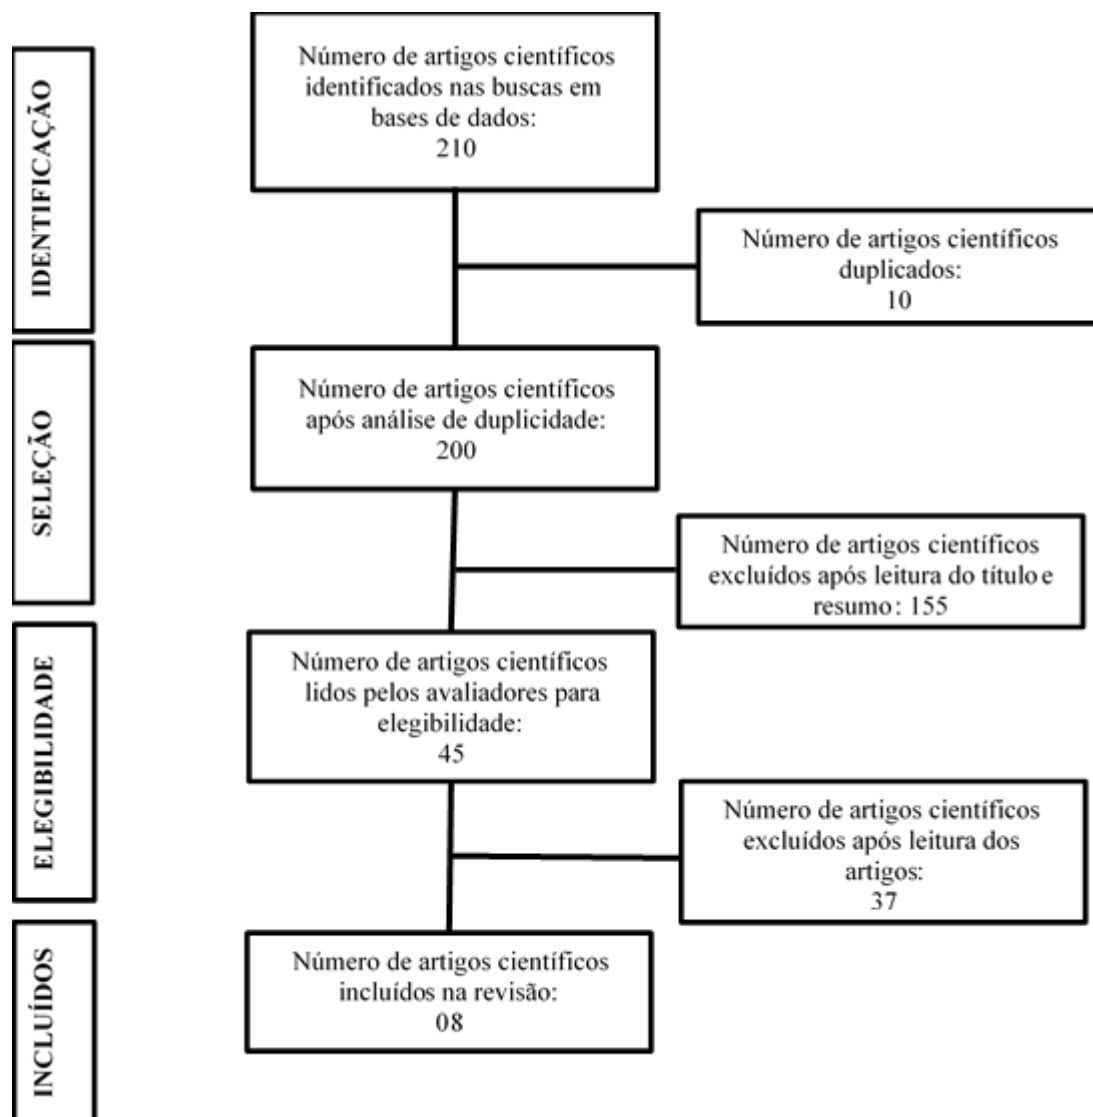 IDENTIFICAÇÃO
Número de artigos científicos
identificados nas buscas em
bases de dados:
210
Número de artigos científicos
duplicados:
10
SELEÇÃO
Número de artigos científicos
após análise de duplicidade:
200
Número de artigos científicos
excluídos após leitura do título e
resumo: 155
ELEGIBILIDADE
Número de artigos científicos
lidos pelos avaliadores para
elegibilidade:
45
Número de artigos científicos
excluídos após leitura dos
artigos:
37
INCLUÍDOS
Número de artigos científicos
incluídos na revisão:
08